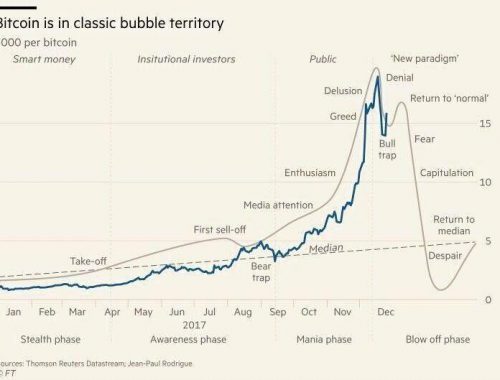 Bitcoin is in classic bubble territory
000 per bitcoin
Smart money
Insitutional investors
Public
'New paradigm'
Denial
Delusion
Return to 'normal'
Greed
15
Fear
Bull
trap
Enthusiasm
Capitulation
10
Media attention
First sell-off
Return to
median
Median
5
Take-off
Bear
trap
Despair
0
Jan Feb Mar Apr May Jun Jul Aug Sep Oct Nov Dec
2017
Stealth phase
Awareness phase
Mania phase
Blow off phase
ources: Thomson Reuters Datastream; Jean-Paul Rodrigue
© FT